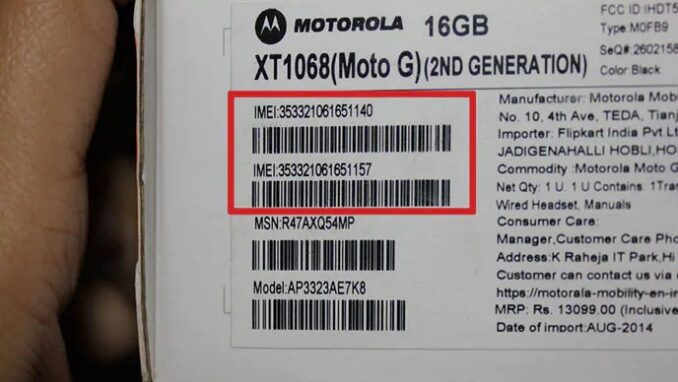 MOTOROLA 16GB
XT1068(Moto G)(2ND GENERATION)
IMEI:353321061651140
IMEI:353321061651157
MSN:R47AXQ54MP
Model:AP3323AE7K8
FCC ID:IHDT5
Type:M0FB9
SeQ#:2602158
Color Black
Manufacturer: Motorola Mob
No. 10, 4th Ave, TEDA, Tianj
Importer: Flipkart India Pvt.Lt
JADIGENAHALLI HOBLI,HO
Commodity :Motorola Moto G
Net Qty: 1 U. 1 U Contains: 1Tra
Wired Headset, Manuals
Consumer Care:
Manager,Customer Care Pho
Address:K Raheja IT Park,Hi
Customer can contact us via
https://motorala-mobility-en-in
MRP: Rs. 13099.00 (Inclusive
Date of import:AUG-2014